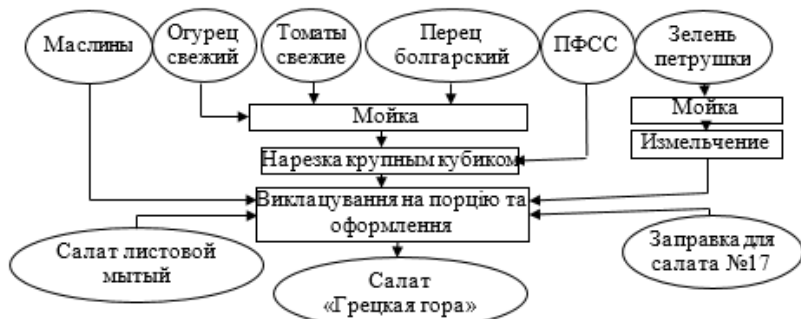 Маслины
Огурец
свежий
Томаты
свежие
Перец
болгарский
ПФСС
Зелень
петрушки
Мойка
Мойка
Нарезка крупным кубиком
Измельчение
Виклацування на порцію та
оформлення
Салат листовой
мытый
Заправка для
салата №17
Салат
«Грецкая гора»